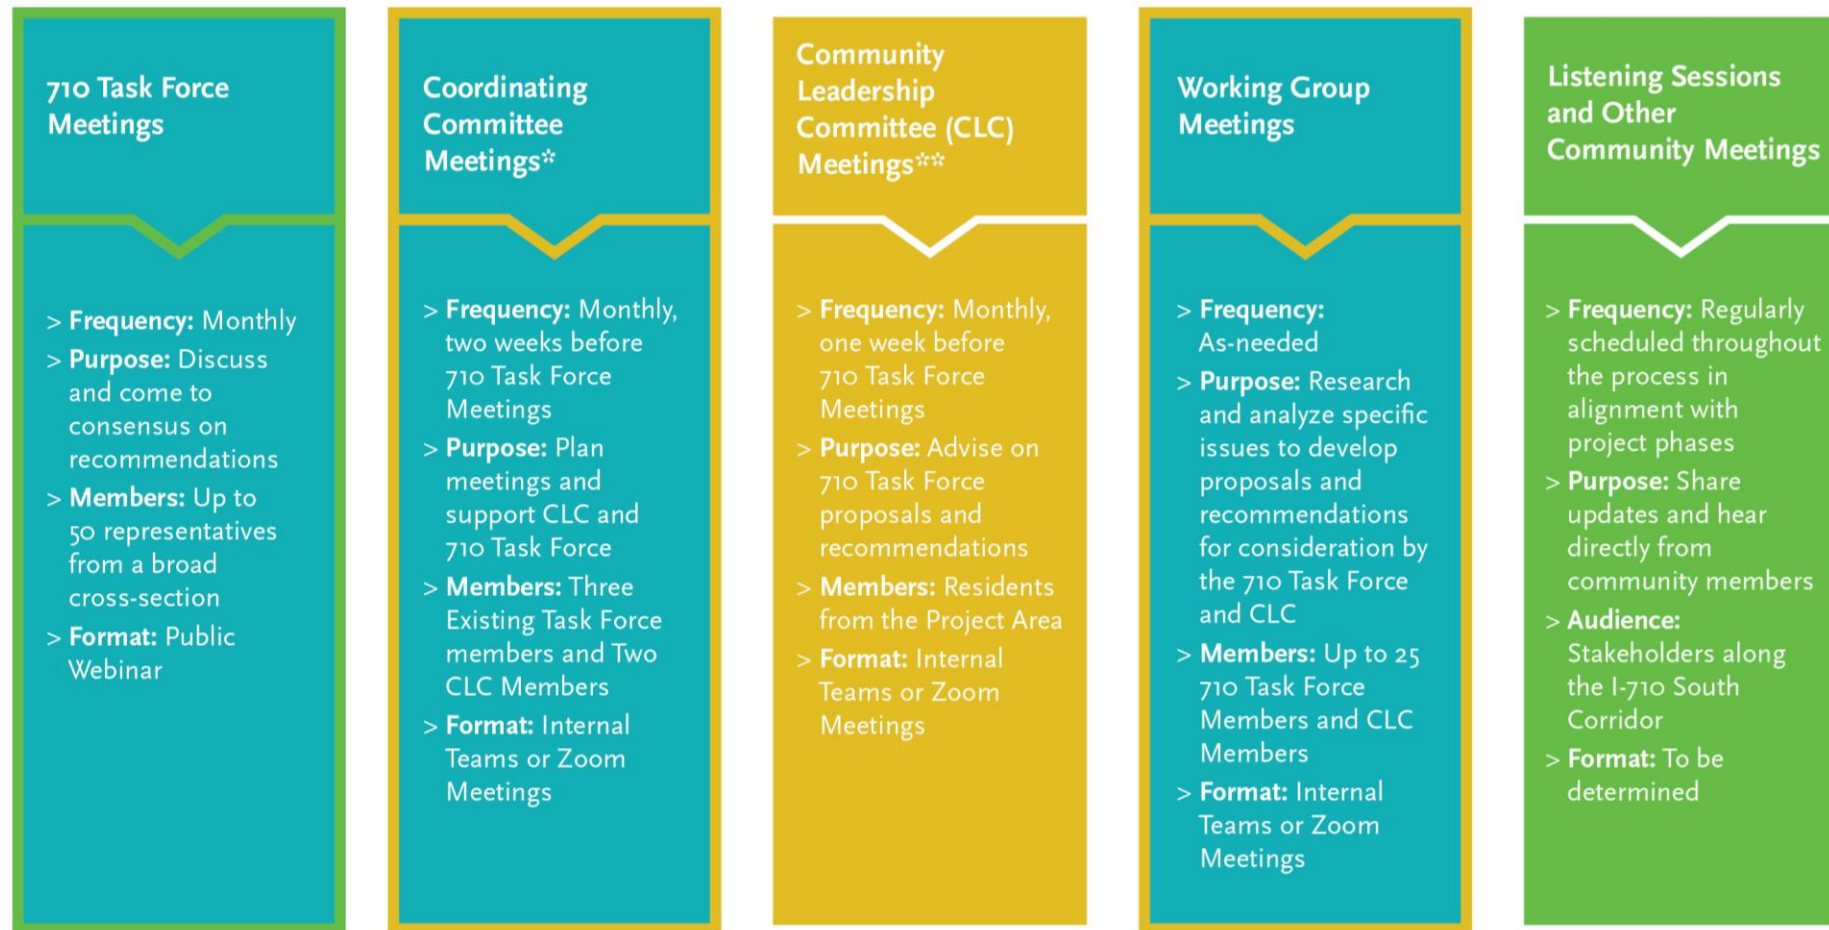 710 Task Force
Meetings
> Frequency: Monthly
> Purpose: Discuss
and come to
consensus on
recommendations
> Members: Up to
50 representatives
from a broad
cross-section
> Format: Public
Webinar
Coordinating
Committee
Meetings*
> Frequency: Monthly,
two weeks before
710 Task Force
Meetings
> Purpose: Plan
meetings and
support CLC and
710 Task Force
> Members: Three
Existing Task Force
members and Two
CLC Members
> Format: Internal
Teams or Zoom
Meetings
Community
Leadership
Committee (CLC)
Meetings**
> Frequency: Monthly,
one week before
710 Task Force
Meetings
> Purpose: Advise on
710 Task Force
proposals and
recommendations
> Members: Residents
from the Project Area
> Format: Internal
Teams or Zoom
Meetings
Working Group
Meetings
> Frequency:
As-needed
> Purpose: Research
and analyze specific
issues to develop
proposals and
recommendations
for consideration by
the 710 Task Force
and CLC
> Members: Up to 25
710 Task Force
Members and CLC
Members
> Format: Internal
Teams or Zoom
Meetings
Listening Sessions
and Other
Community Meetings
> Frequency: Regularly
scheduled throughout
the process in
alignment with
project phases
> Purpose: Share
updates and hear
directly from
community members
> Audience:
Stakeholders along
the I-710 South
Corridor
> Format: To be
determined